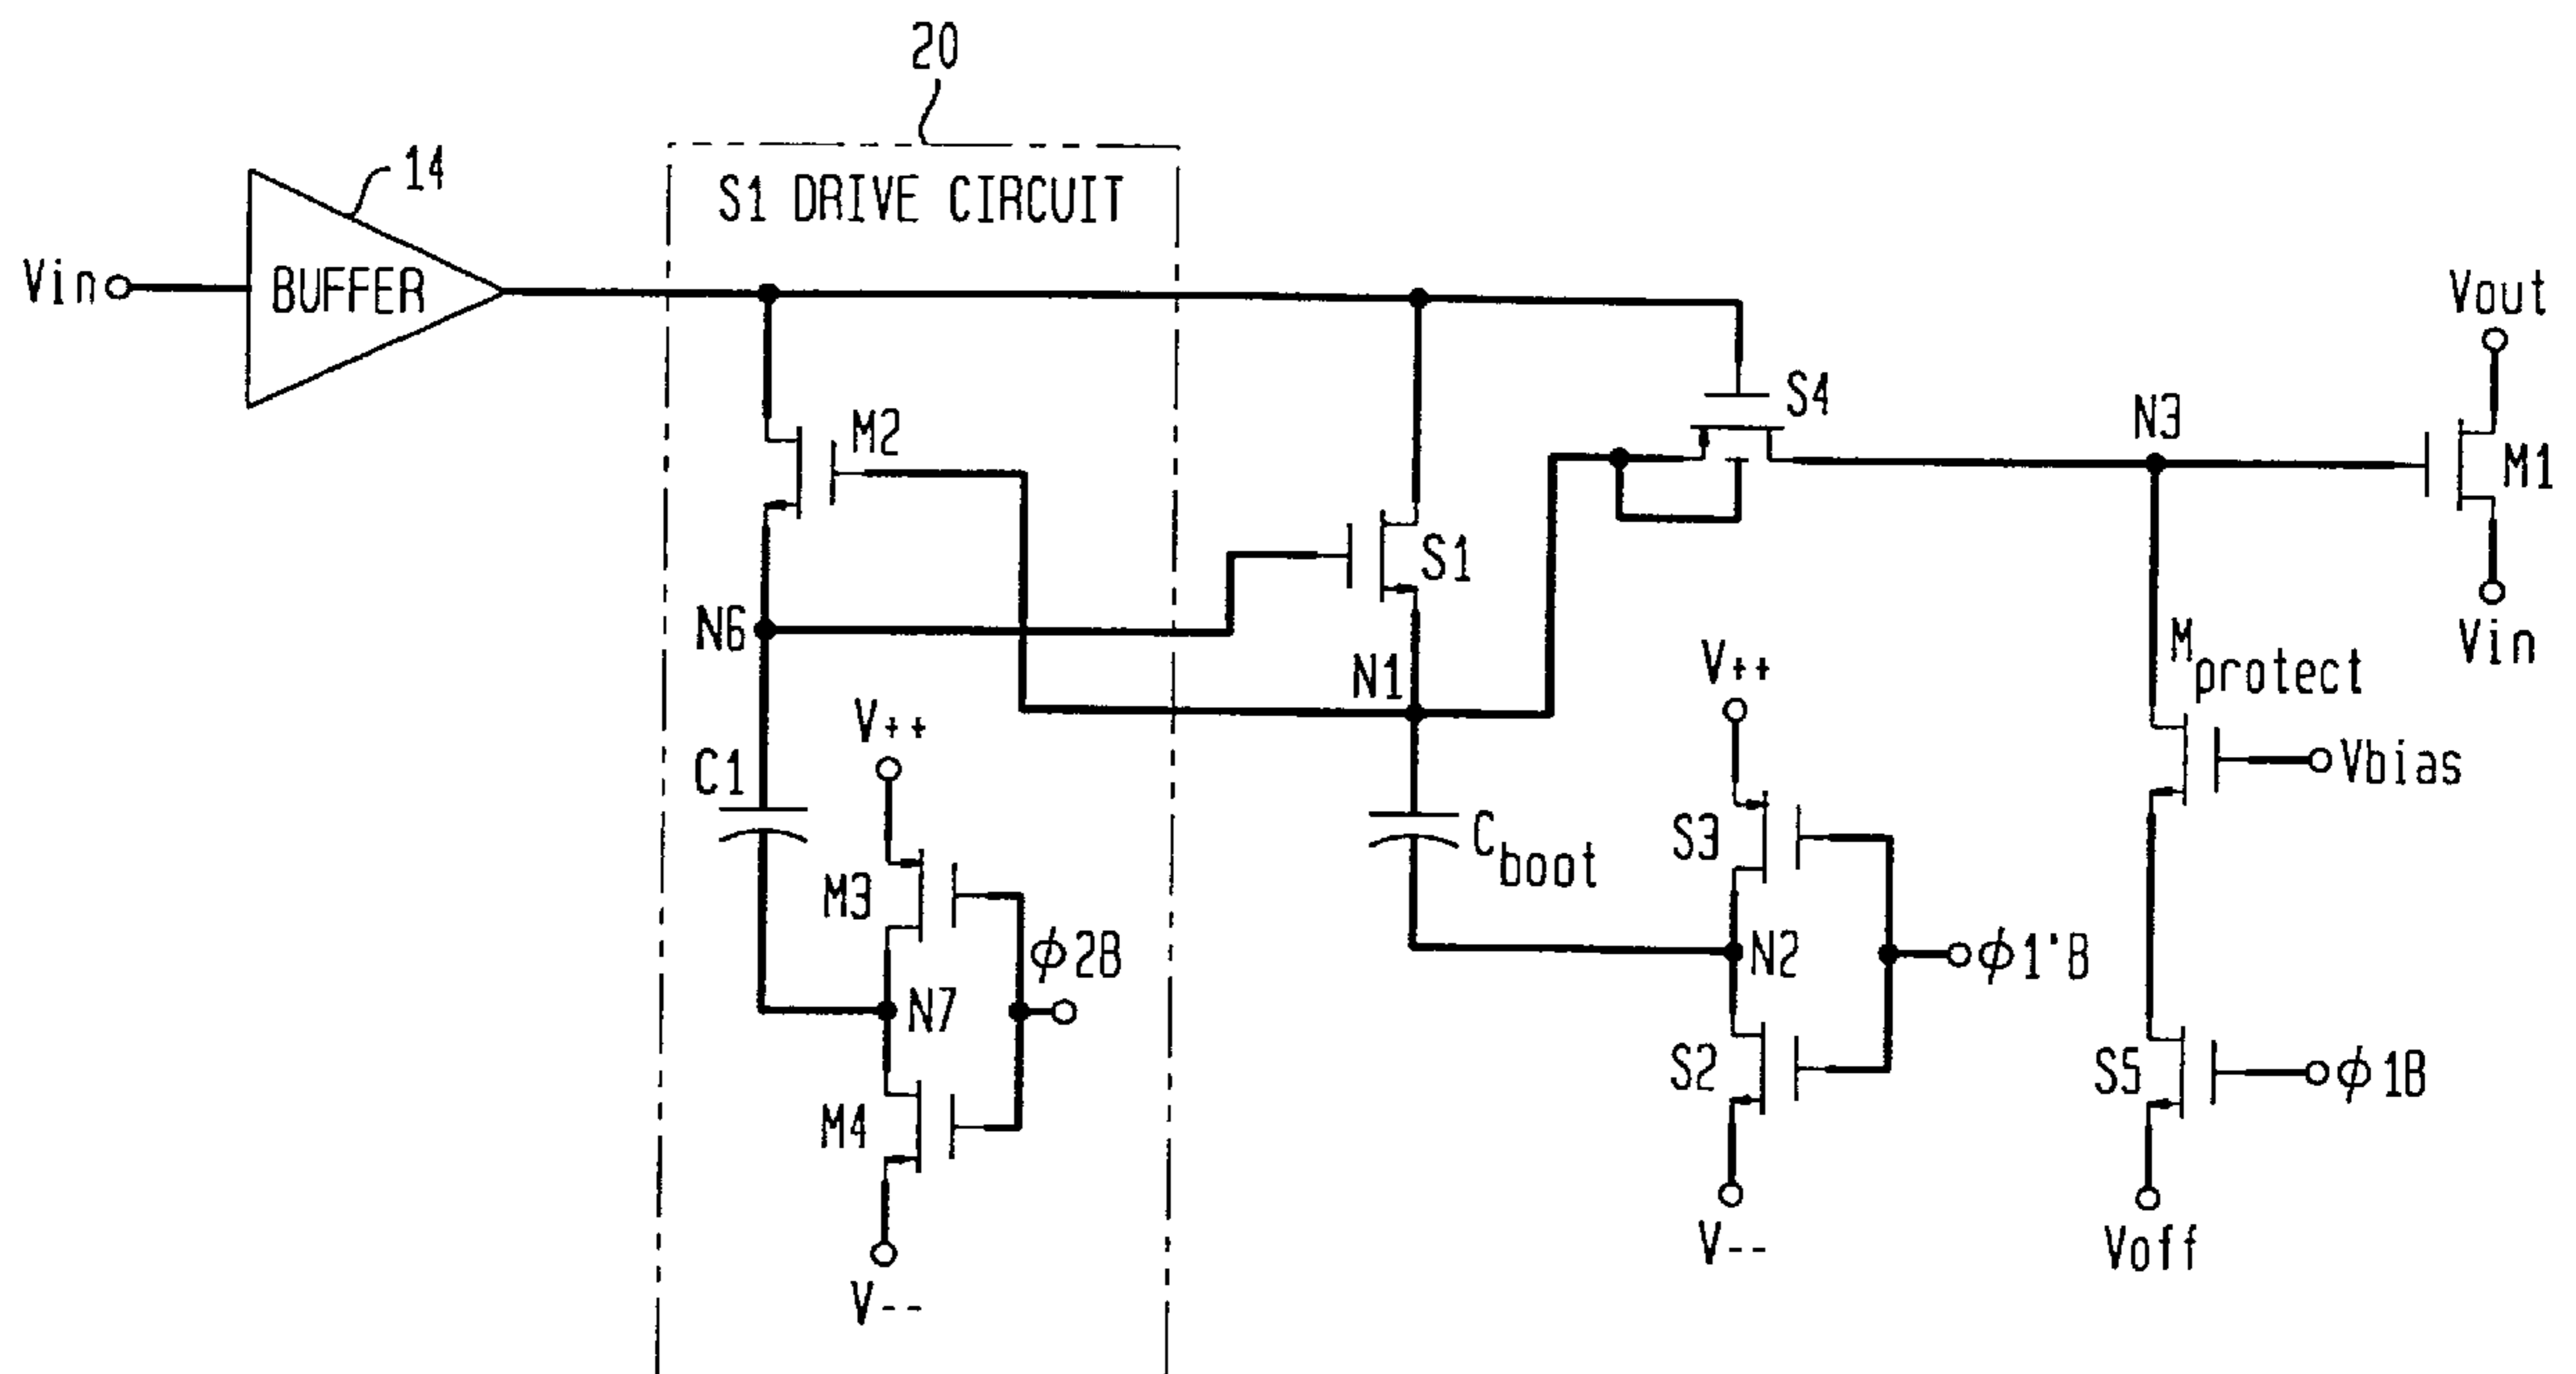 20
S1 DRIVE CIRCUIT
14
Vin
BUFFER
M2
S4
N3
Vout
M1
Vin
S1
N6
N1
Mprotect
Vbias
V++
C1
V++
M3
Cboot
S3
ϕ2B
N7
N2
ϕ1'B
M4
S2
S5
ϕ1B
V--
V--
Voff